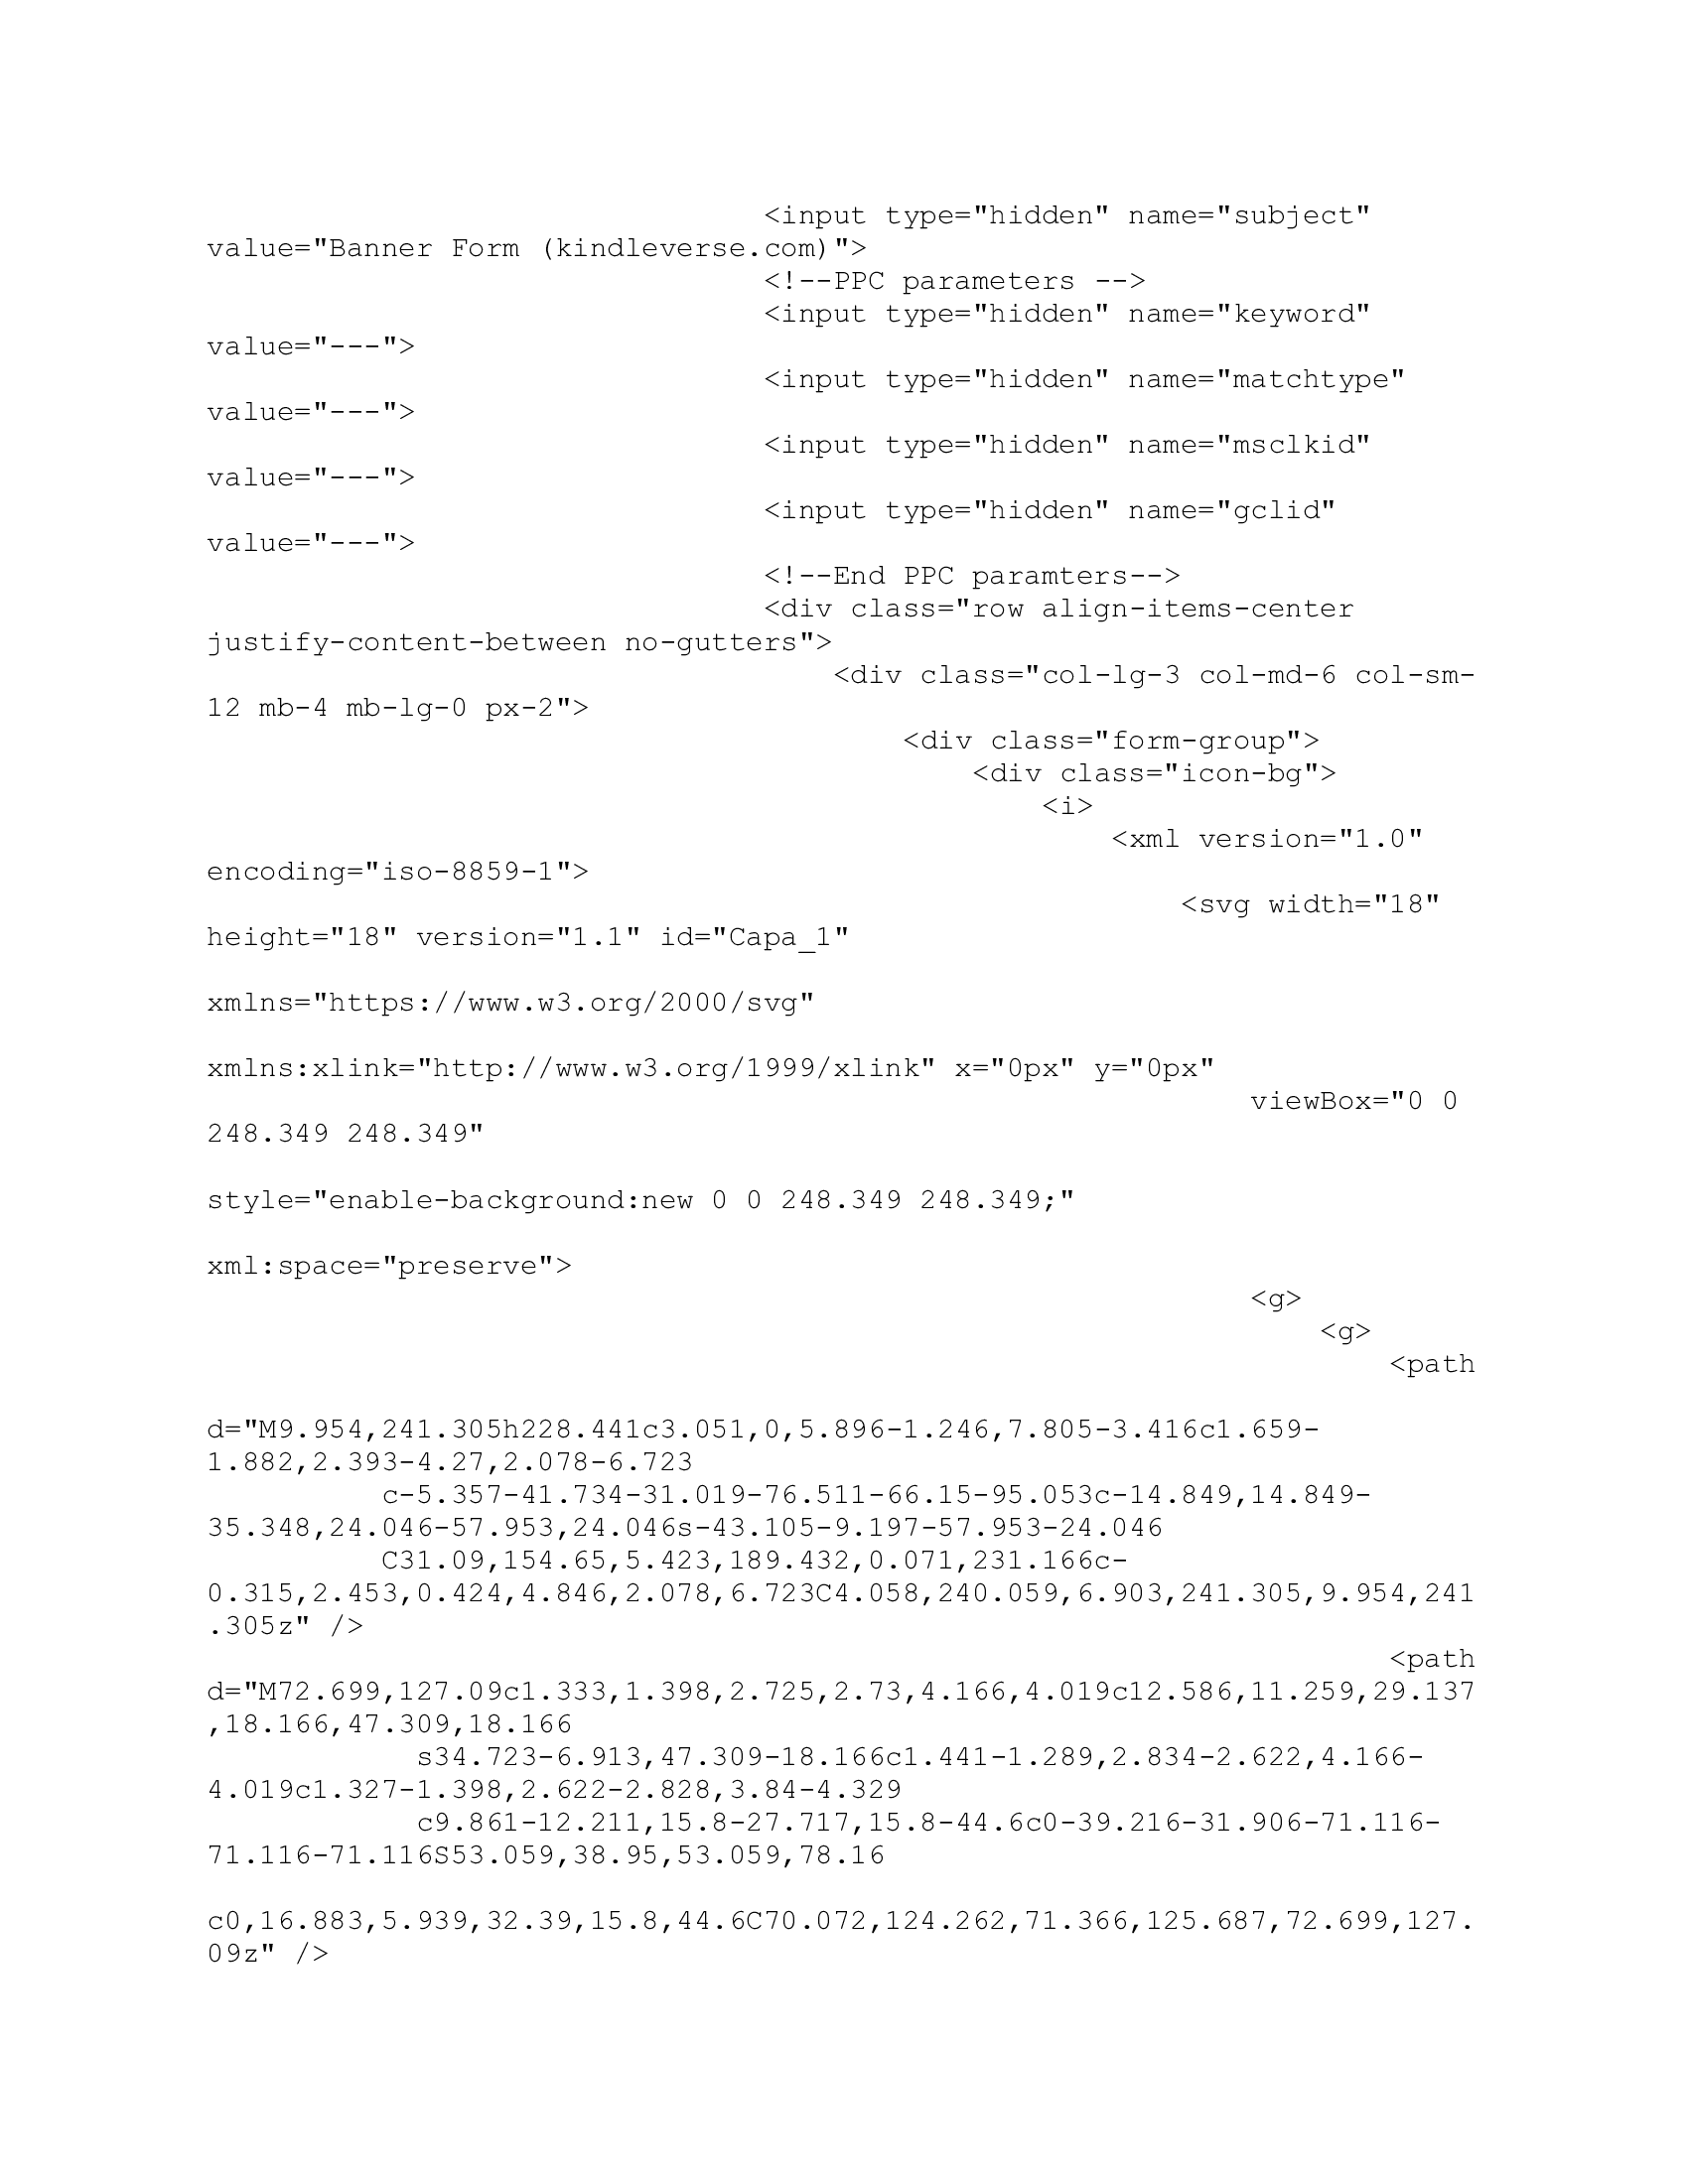 <input type="hidden" name="subject"
value="Banner Form (kindleverse.com)">
<!--PPC parameters -->
<input type="hidden" name="keyword"
value="---">
<input type="hidden" name="matchtype"
value="---">
<input type="hidden" name="msclkid"
value="---">
<input type="hidden" name="gclid"
value="---">
<!--End PPC paramters-->
<div class="row align-items-center
justify-content-between no-gutters">
<div class="col-lg-3 col-md-6 col-sm-
12 mb-4 mb-lg-0 px-2">
<div class="form-group">
<div class="icon-bg">
<i>
<xml version="1.0"
encoding="iso-8859-1">
<svg width="18"
height="18" version="1.1" id="Capa_1"
xmlns="https://www.w3.org/2000/svg"
xmlns:xlink="http://www.w3.org/1999/xlink" x="0px" y="0px"
viewBox="0 0
248.349 248.349"
style="enable-background:new 0 0 248.349 248.349;"
xml:space="preserve">
<g>
<g>
<path
d="M9.954,241.305h228.441c3.051,0,5.896-1.246,7.805-3.416c1.659-
1.882,2.393-4.27,2.078-6.723
c-5.357-41.734-31.019-76.511-66.15-95.053c-14.849,14.849-
35.348,24.046-57.953,24.046s-43.105-9.197-57.953-24.046
C31.09,154.65,5.423,189.432,0.071,231.166c-
0.315,2.453,0.424,4.846,2.078,6.723C4.058,240.059,6.903,241.305,9.954,241
.305z" />
<path
d="M72.699,127.09c1.333,1.398,2.725,2.73,4.166,4.019c12.586,11.259,29.137
,18.166,47.309,18.166
s34.723-6.913,47.309-18.166c1.441-1.289,2.834-2.622,4.166-
4.019c1.327-1.398,2.622-2.828,3.84-4.329
c9.861-12.211,15.8-27.717,15.8-44.6c0-39.216-31.906-71.116-
71.116-71.116S53.059,38.95,53.059,78.16
c0,16.883,5.939,32.39,15.8,44.6C70.072,124.262,71.366,125.687,72.699,127.
09z" />